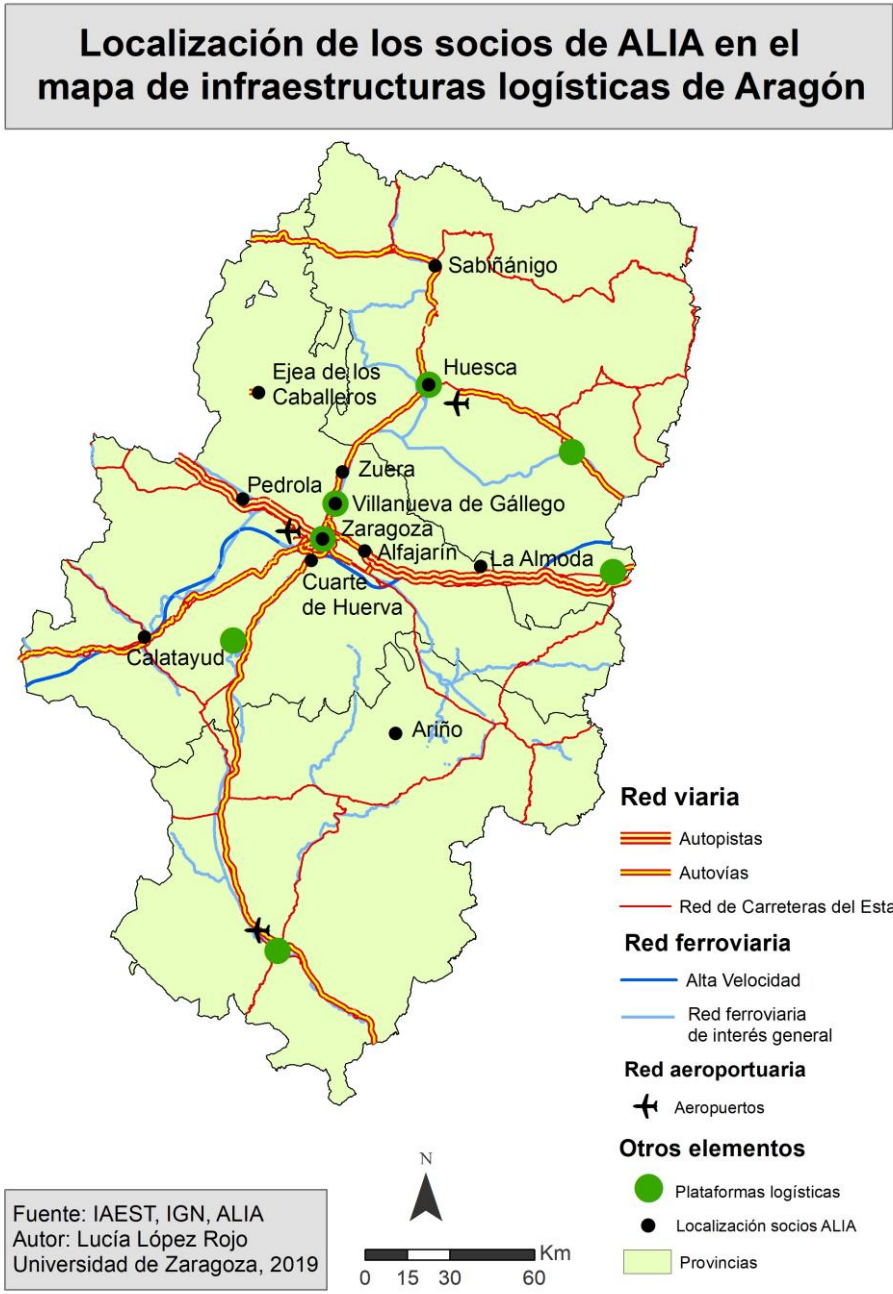 Localización de los socios de ALIA en el
mapa de infraestructuras logísticas de Aragón
Sabiñánigo
Huesca
Ejea de los
Caballeros
Zuera
Pedrola
Villanueva de Gállego
Zaragoza
Alfajarín
La Almoda
Cuarte
de Huerva
Calatayud
Ariño
Red viaria
Autopistas
Autovías
Red de Carreteras del Esta
Red ferroviaria
Alta Velocidad
Red ferroviaria
de interés general
Red aeroportuaria
Aeropuertos
Otros elementos
Plataformas logísticas
Localización socios ALIA
Provincias
N
Km
0 15 30 60
Fuente: IAEST, IGN, ALIA
Autor: Lucía López Rojo
Universidad de Zaragoza, 2019